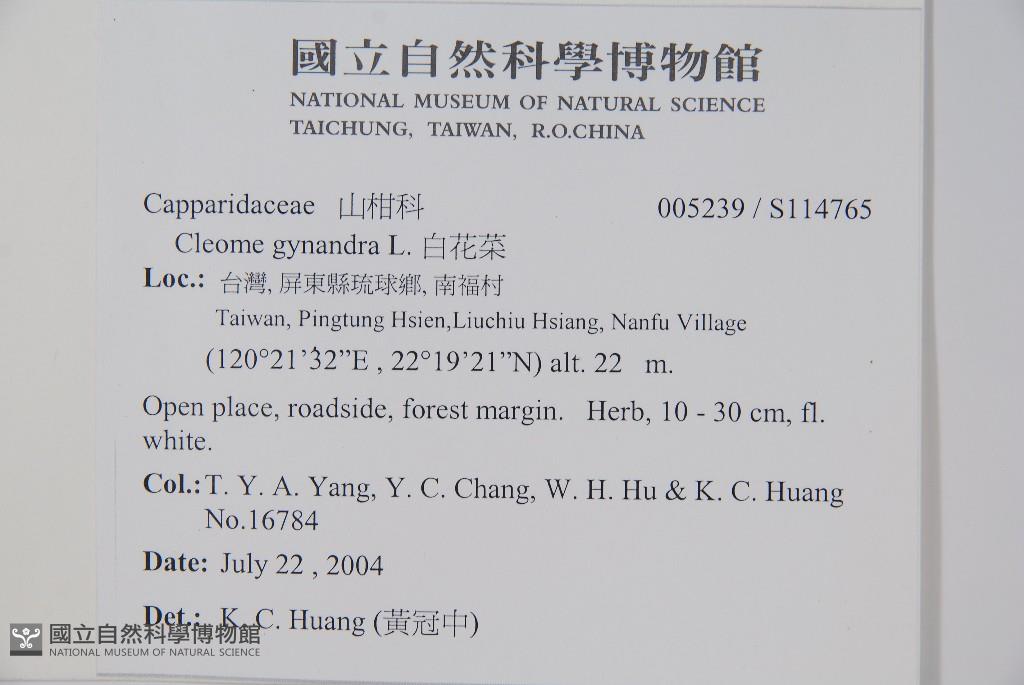 國立自然科學博物館
NATIONAL MUSEUM OF NATURAL SCIENCE
TAICHUNG, TAIWAN, R.O.CHINA
Capparidaceae 山柑科 005239 / S114765
Cleome gynandra L. 白花菜
Loc.: 台灣, 屏東縣琉球鄉, 南福村
Taiwan, Pingtung Hsien,Liuchiu Hsiang, Nanfu Village
(120°21’32”E , 22°19’21”N) alt. 22 m.
Open place, roadside, forest margin. Herb, 10 - 30 cm, fl.
white.
Col.: T. Y. A. Yang, Y. C. Chang, W. H. Hu & K. C. Huang
No.16784
Date: July 22 , 2004
Det.: K. C. Huang (黃冠中)
國立自然科學博物館
NATIONAL MUSEUM OF NATURAL SCIENCE